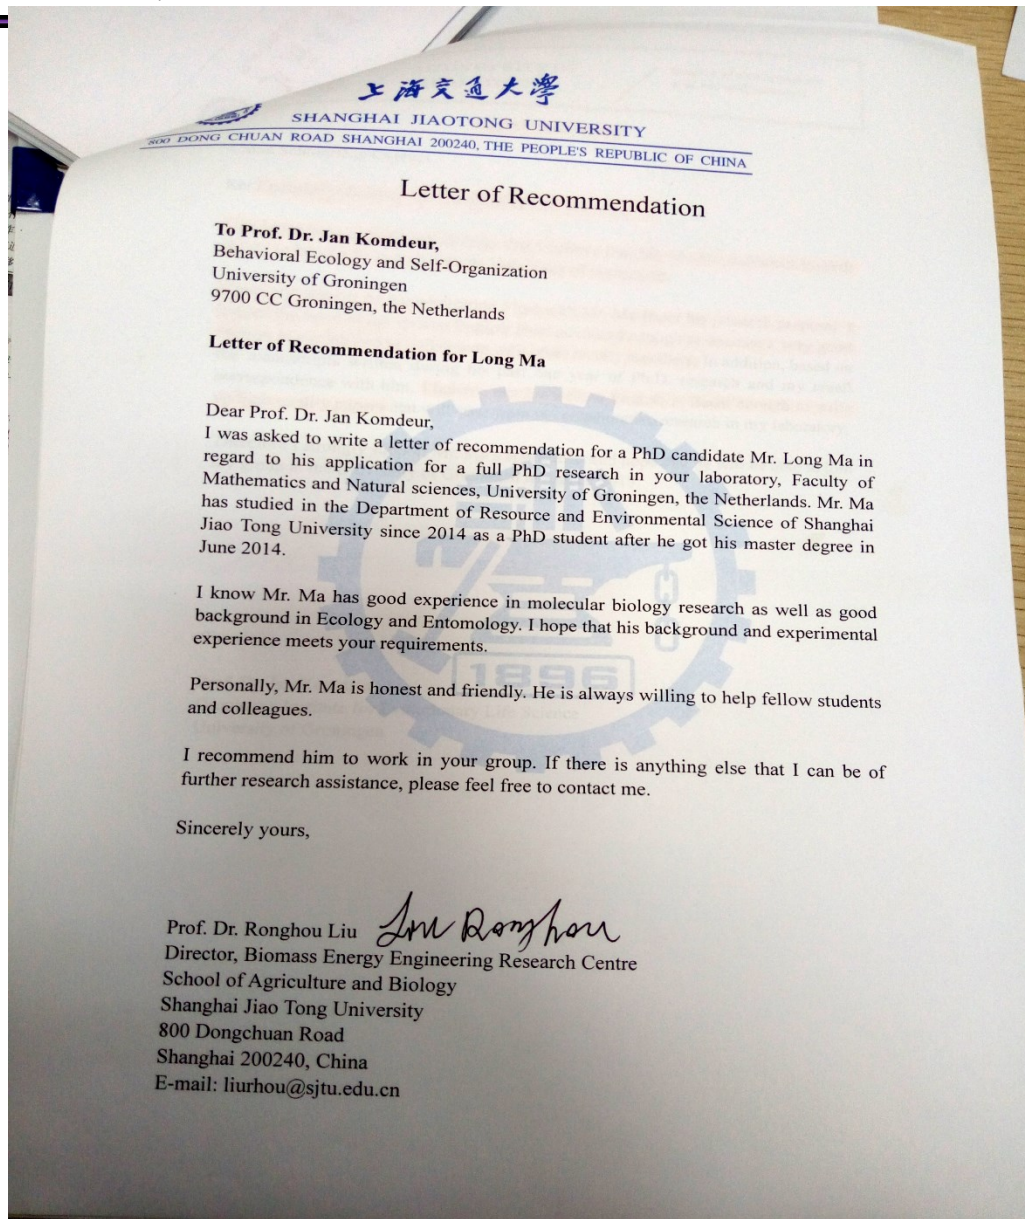 上海交通大學
SHANGHAI JIAOTONG UNIVERSITY
800 DONG CHUAN ROAD SHANGHAI 200240, THE PEOPLE'S REPUBLIC OF CHINA
Letter of Recommendation
To Prof. Dr. Jan Komdeur,
Behavioral Ecology and Self-Organization
University of Groningen
9700 CC Groningen, the Netherlands
Letter of Recommendation for Long Ma
Dear Prof. Dr. Jan Komdeur,
I was asked to write a letter of recommendation for a PhD candidate Mr. Long Ma in
regard to his application for a full PhD research in your laboratory, Faculty of
Mathematics and Natural sciences, University of Groningen, the Netherlands. Mr. Ma
has studied in the Department of Resource and Environmental Science of Shanghai
Jiao Tong University since 2014 as a PhD student after he got his master degree in
June 2014.
I know Mr. Ma has good experience in molecular biology research as well as good
background in Ecology and Entomology. I hope that his background and experimental
experience meets your requirements.
1896
Personally, Mr. Ma is honest and friendly. He is always willing to help fellow students
and colleagues.
I recommend him to work in your group. If there is anything else that I can be of
further research assistance, please feel free to contact me.
Sincerely yours,
Prof. Dr. Ronghou Liu Liu Ronghou
Director, Biomass Energy Engineering Research Centre
School of Agriculture and Biology
Shanghai Jiao Tong University
800 Dongchuan Road
Shanghai 200240, China
E-mail: liurhou@sjtu.edu.cn